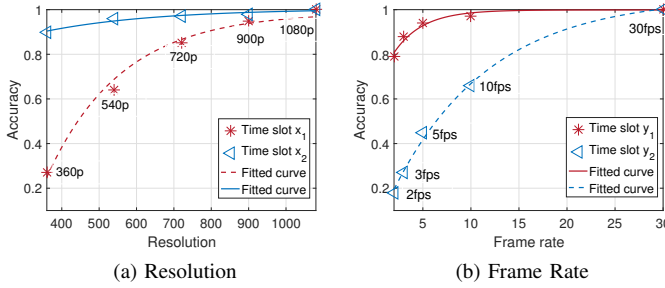 1
0.8
0.6
0.4
0.2
Accuracy
360p
540p
720p
900p
1080p
Time slot x1
Time slot x2
Fitted curve
Fitted curve
400 500 600 700 800 900 1000
Resolution
(a) Resolution
1
0.8
0.6
0.4
0.2
Accuracy
2fps
3fps
5fps
10fps
30fps
Time slot y1
Time slot y2
Fitted curve
Fitted curve
5 10 15 20 25 30
Frame rate
(b) Frame Rate